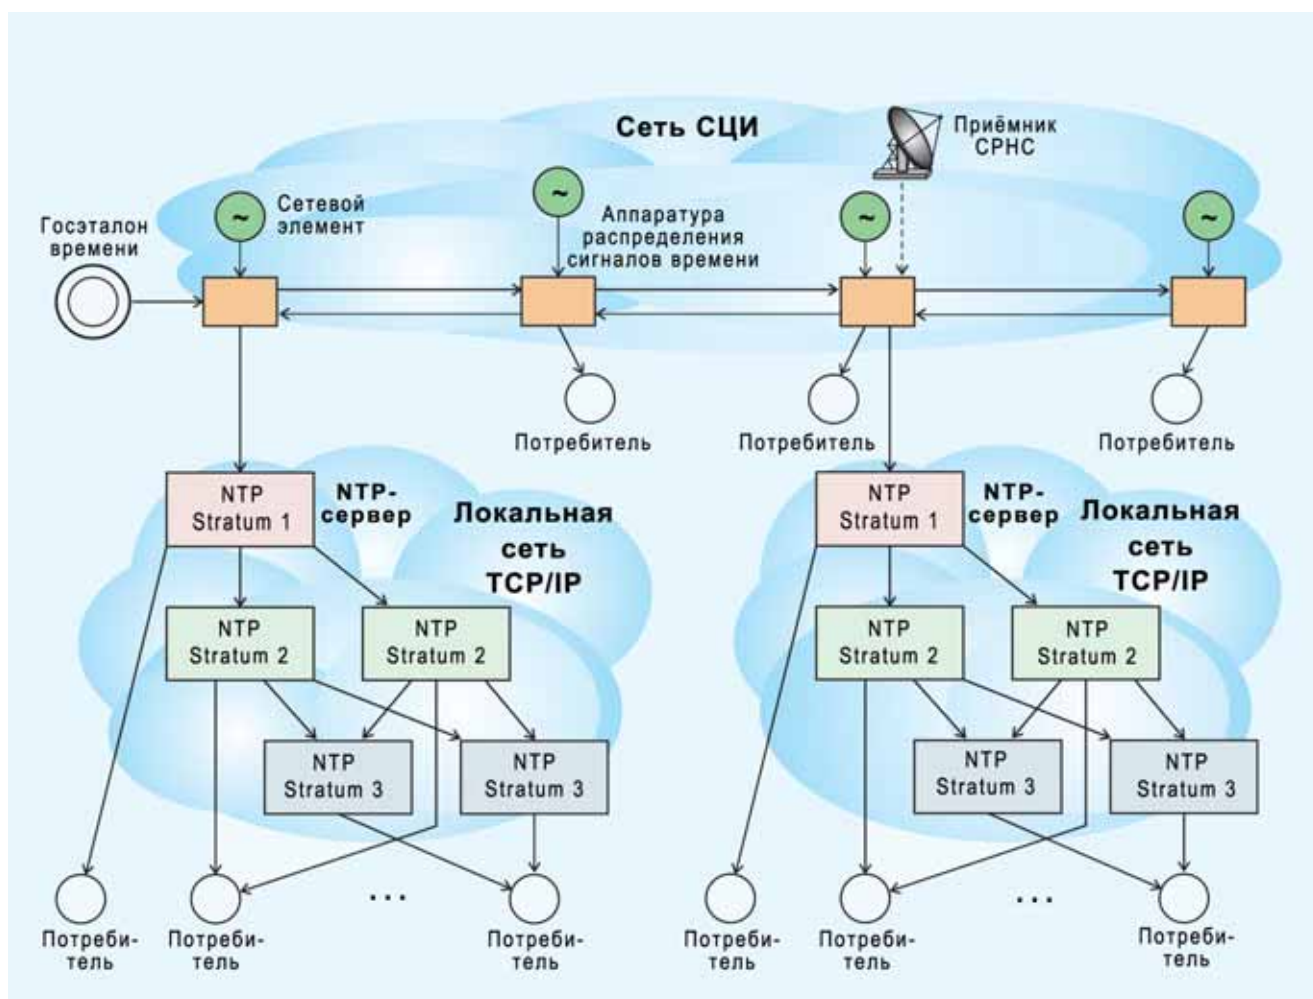 Сеть СЦИ
Приёмник
СРНС
Сетевой
элемент
Госэталон
времени
Аппаратура
распределения
сигналов времени
~
~
~
~
Потребитель
Потребитель
Потребитель
NTP
Stratum 1
NTP-
сервер
Локальная
сеть
TCP/IP
NTP
Stratum 2
NTP
Stratum 2
NTP
Stratum 3
NTP
Stratum 3
...
Потреби-
тель
Потреби-
тель
Потреби-
тель
NTP
Stratum 1
NTP-
сервер
Локальная
сеть
TCP/IP
NTP
Stratum 2
NTP
Stratum 2
NTP
Stratum 3
NTP
Stratum 3
...
Потреби-
тель
Потреби-
тель
Потреби-
тель